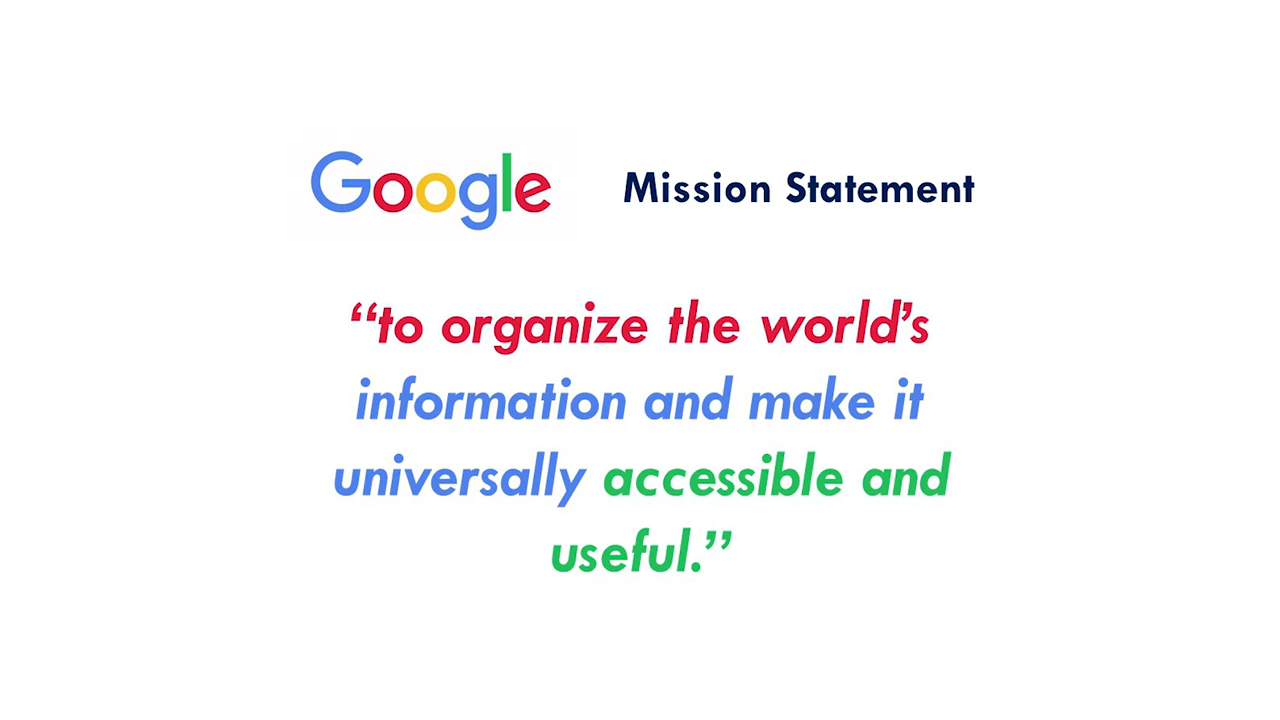 Google Mission Statement
“to organize the world’s
information and make it
universally accessible and
useful.”